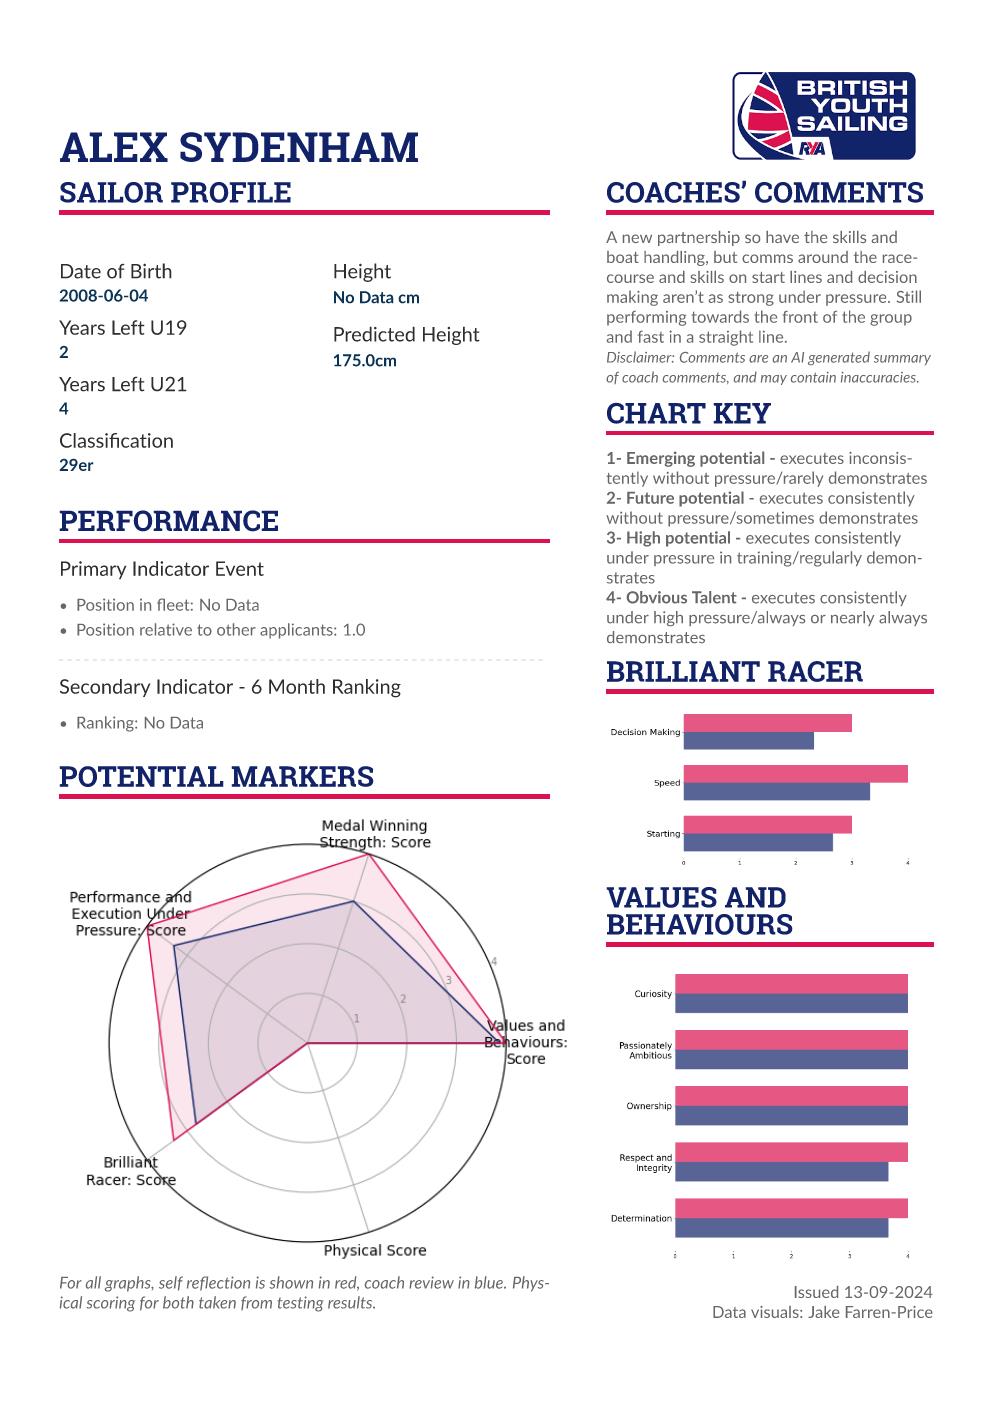 BRITISH
YOUTH
SAILING
RYA
ALEX SYDENHAM
SAILOR PROFILE
Date of Birth
2008-06-04
Years Left U19
2
Years Left U21
4
Classification
29er
Height
No Data cm
Predicted Height
175.0cm
PERFORMANCE
Primary Indicator Event
• Position in fleet: No Data
• Position relative to other applicants: 1.0
Secondary Indicator - 6 Month Ranking
• Ranking: No Data
POTENTIAL MARKERS
Medal Winning
Strength: Score
Performance and
Execution Under
Pressure: Score
4
3
2
1
Values and
Behaviours:
Score
Brilliant
Racer: Score
Physical Score
For all graphs, self reflection is shown in red, coach review in blue. Phys-
ical scoring for both taken from testing results.
COACHES’ COMMENTS
A new partnership so have the skills and
boat handling, but comms around the race-
course and skills on start lines and decision
making aren’t as strong under pressure. Still
performing towards the front of the group
and fast in a straight line.
Disclaimer: Comments are an AI generated summary
of coach comments, and may contain inaccuracies.
CHART KEY
1- Emerging potential - executes inconsis-
tently without pressure/rarely demonstrates
2- Future potential - executes consistently
without pressure/sometimes demonstrates
3- High potential - executes consistently
under pressure in training/regularly demon-
strates
4- Obvious Talent - executes consistently
under high pressure/always or nearly always
demonstrates
BRILLIANT RACER
Decision Making
Speed
Starting
0 1 2 3 4
VALUES AND
BEHAVIOURS
Curiosity
Passionately
Ambitious
Ownership
Respect and
Integrity
Determination
0 1 2 3 4
Issued 13-09-2024
Data visuals: Jake Farren-Price